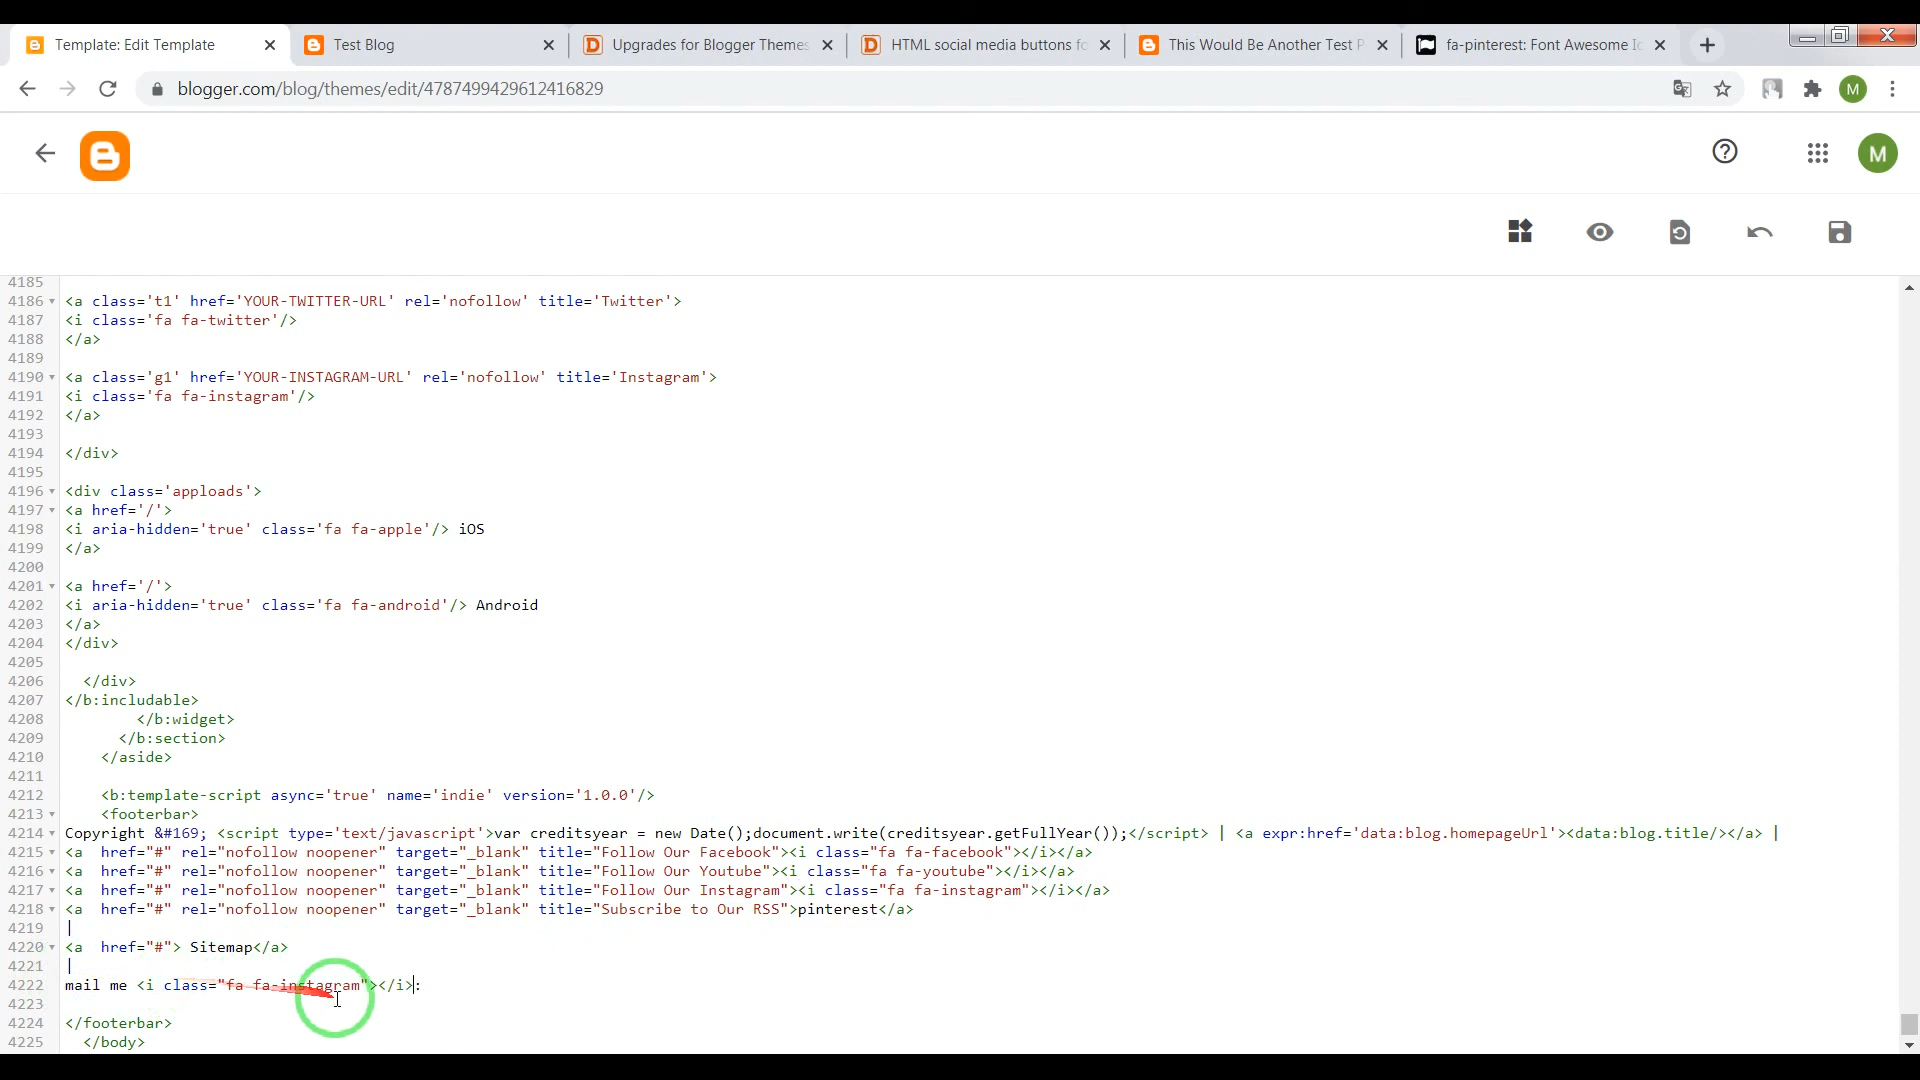 Template: Edit Template
Test Blog
Upgrades for Blogger Themes
HTML social media buttons fo
This Would Be Another Test P
fa-pinterest: Font Awesome Ic
blogger.com/blog/themes/edit/4787499429612416829
M
M
4185
4186 <a class='t1' href='YOUR-TWITTER-URL' rel='nofollow' title='Twitter'>
4187 <i class='fa fa-twitter'/>
4188 </a>
4189
4190 <a class='g1' href='YOUR-INSTAGRAM-URL' rel='nofollow' title='Instagram'>
4191 <i class='fa fa-instagram'/>
4192 </a>
4193
4194 </div>
4195
4196 <div class='apploads'>
4197 <a href='/'>
4198 <i aria-hidden='true' class='fa fa-apple'/> iOS
4199 </a>
4200
4201 <a href='/'>
4202 <i aria-hidden='true' class='fa fa-android'/> Android
4203 </a>
4204 </div>
4205
4206 </div>
4207 </b:includable>
4208 </b:widget>
4209 </b:section>
4210 </aside>
4211
4212 <b:template-script async='true' name='indie' version='1.0.0'/>
4213 <footerbar>
4214 Copyright &#169; <script type='text/javascript'>var creditsyear = new Date();document.write(creditsyear.getFullYear());</script> | <a expr:href='data:blog.homepageUrl'><data:blog.title/></a> |
4215 <a  href="#" rel="nofollow noopener" target="_blank" title="Follow Our Facebook"><i class="fa fa-facebook"></i></a>
4216 <a  href="#" rel="nofollow noopener" target="_blank" title="Follow Our Youtube"><i class="fa fa-youtube"></i></a>
4217 <a  href="#" rel="nofollow noopener" target="_blank" title="Follow Our Instagram"><i class="fa fa-instagram"></i></a>
4218 <a  href="#" rel="nofollow noopener" target="_blank" title="Subscribe to Our RSS">pinterest</a>
4219 |
4220 <a  href="#"> Sitemap</a>
4221 |
4222 mail me <i class="fa fa-instagram"></i>:
4223
4224 </footerbar>
4225 </body>